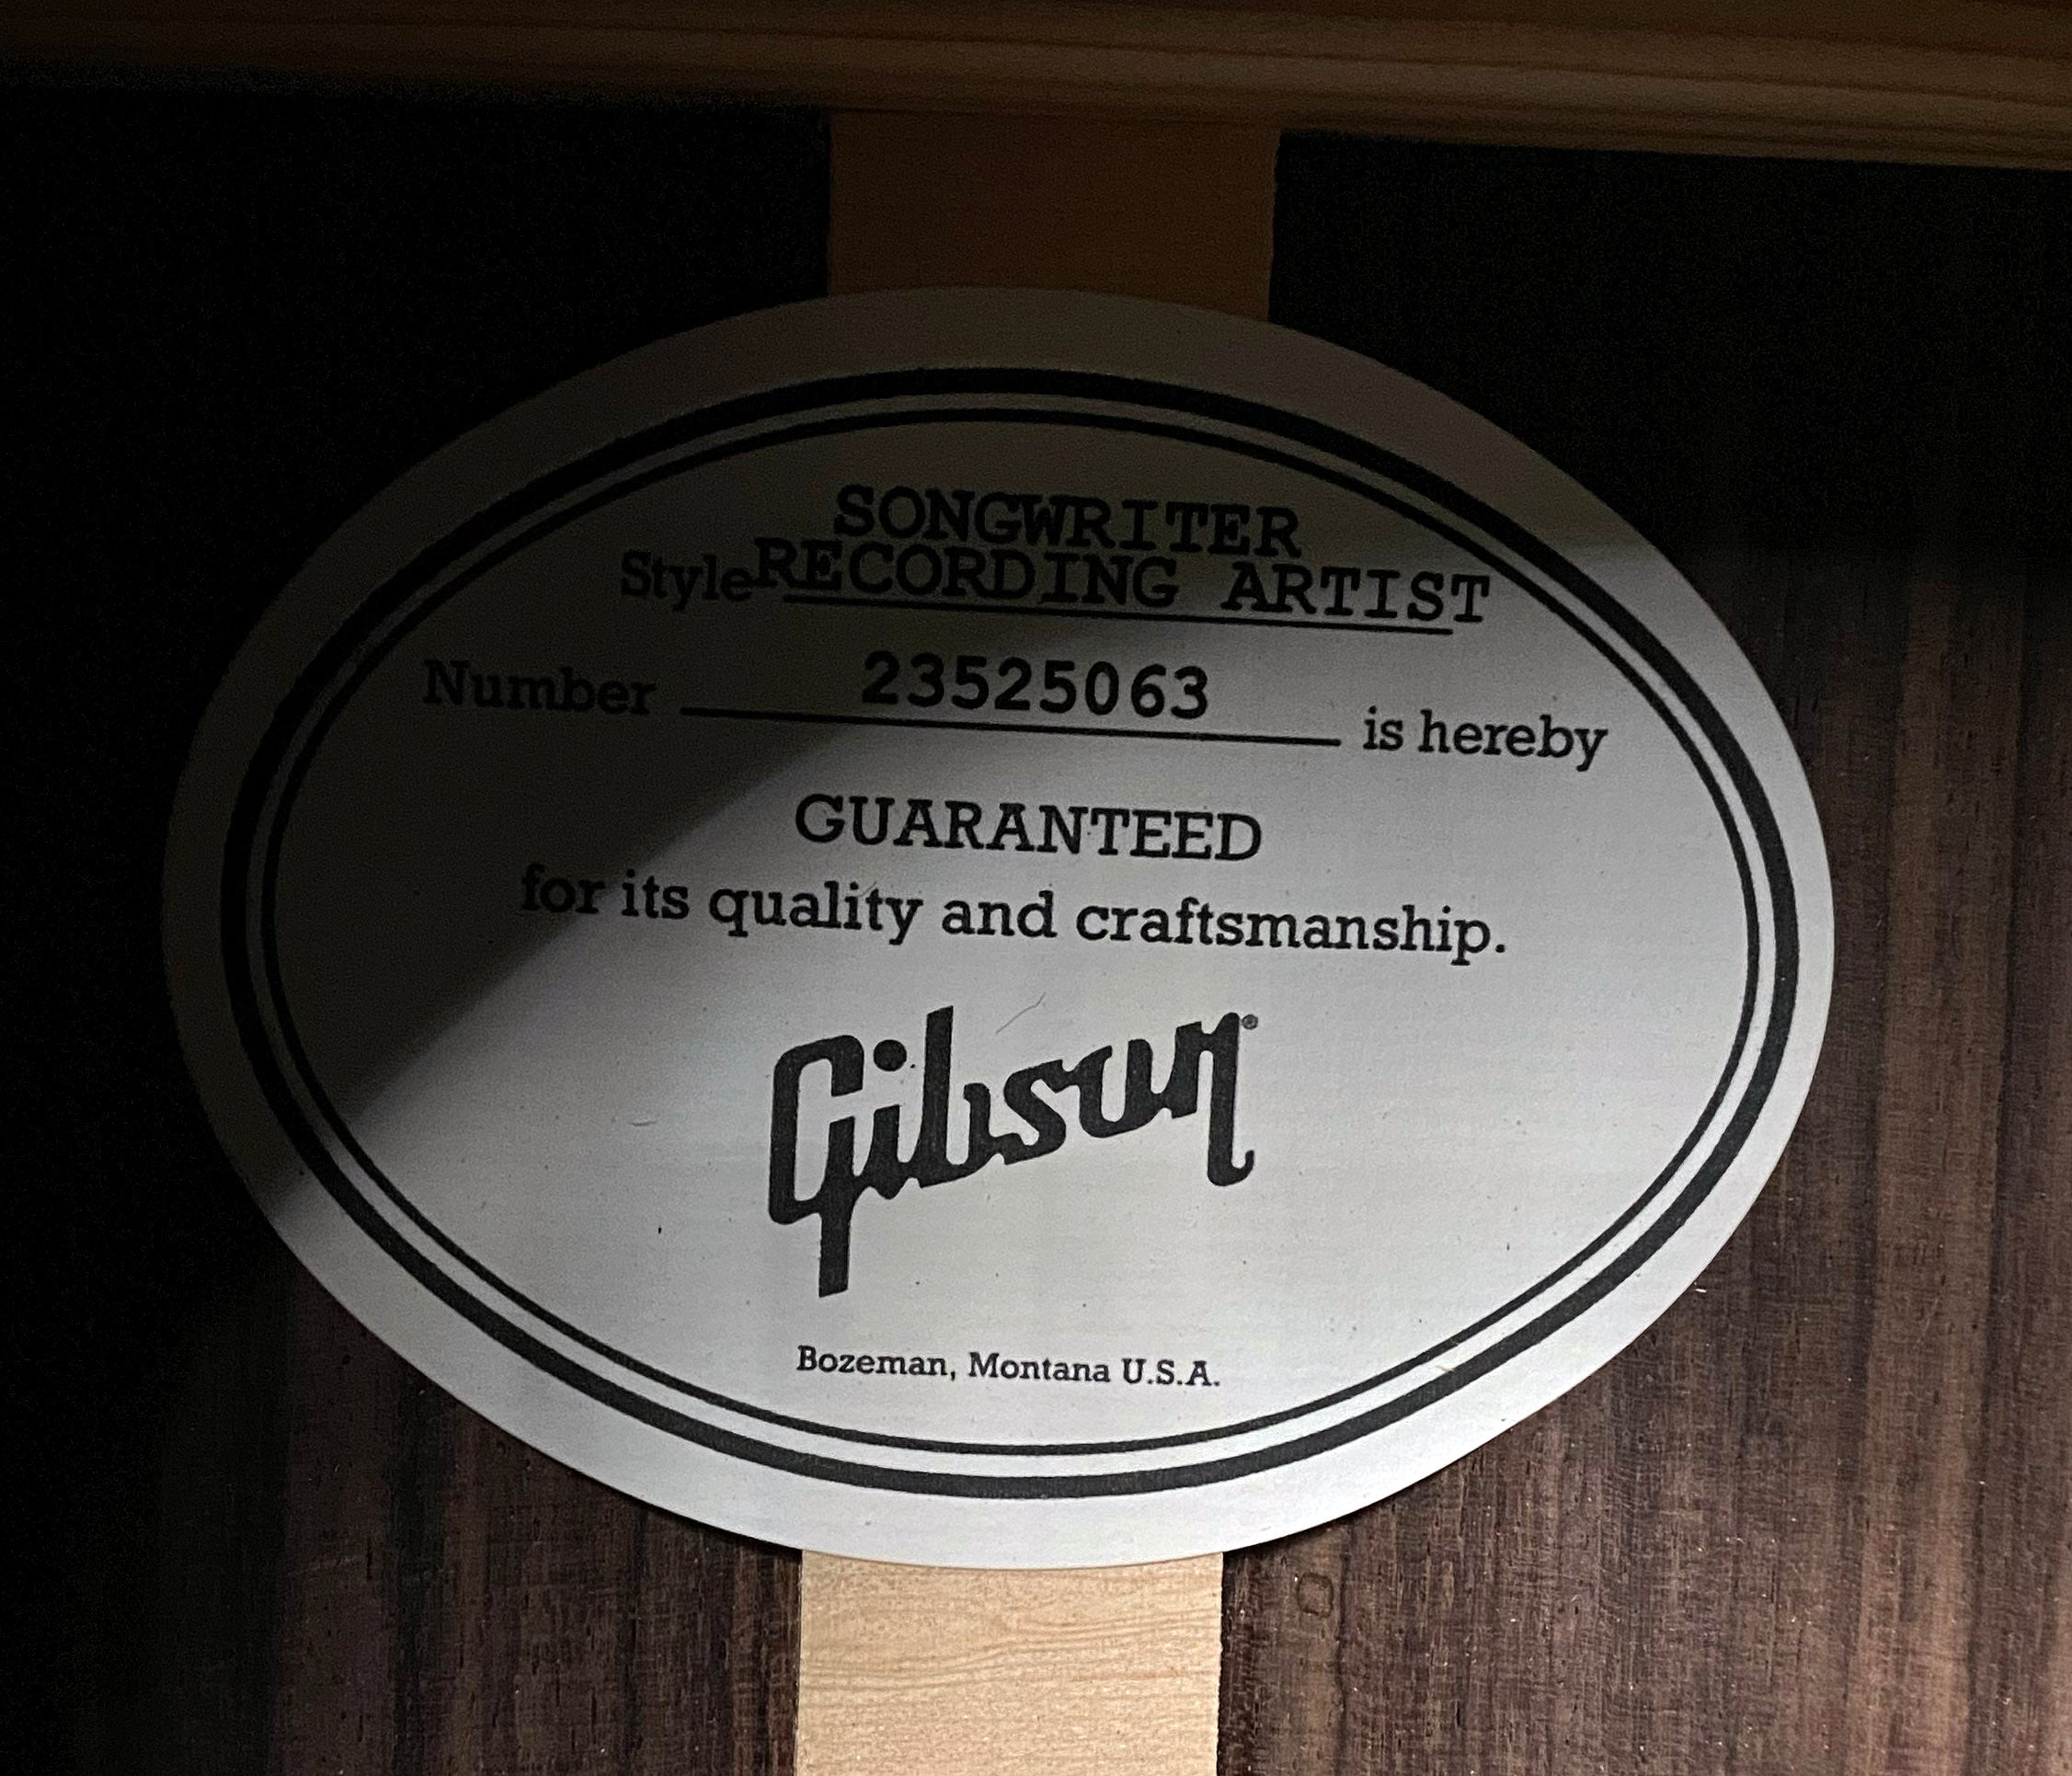 SONGWRITER
Style RECORDING ARTIST
Number 23525063 is hereby
GUARANTEED
for its quality and craftsmanship.
Gibson®
Bozeman, Montana U.S.A.